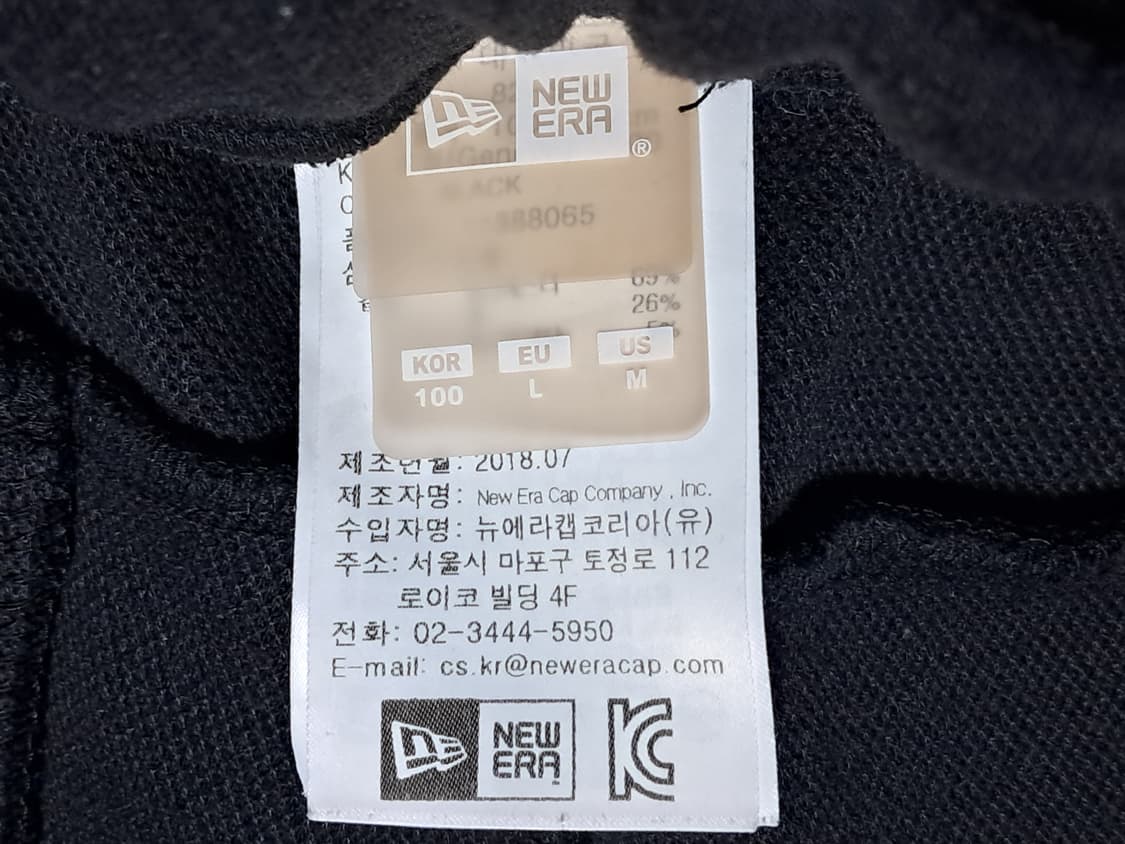 NEW
ERA
®
BLACK
69%
26%
5%
KOR EU US
100 L M
제조년월: 2018.07
제조자명: New Era Cap Company , Inc.
수입자명: 뉴에라캡코리아(유)
주소: 서울시 마포구 토정로 112
로이코 빌딩 4F
전화: 02-3444-5950
E-mail: cs.kr@neweracap.com
NEW
ERA